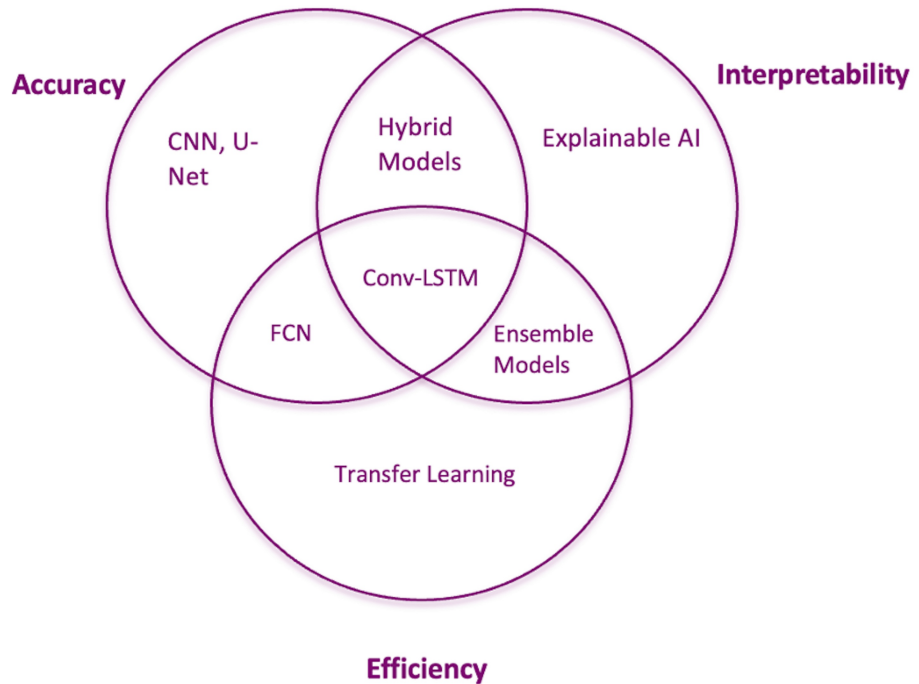 Accuracy
Interpretability
CNN, U-
Net
Hybrid
Models
Explainable AI
Conv-LSTM
FCN
Ensemble
Models
Transfer Learning
Efficiency